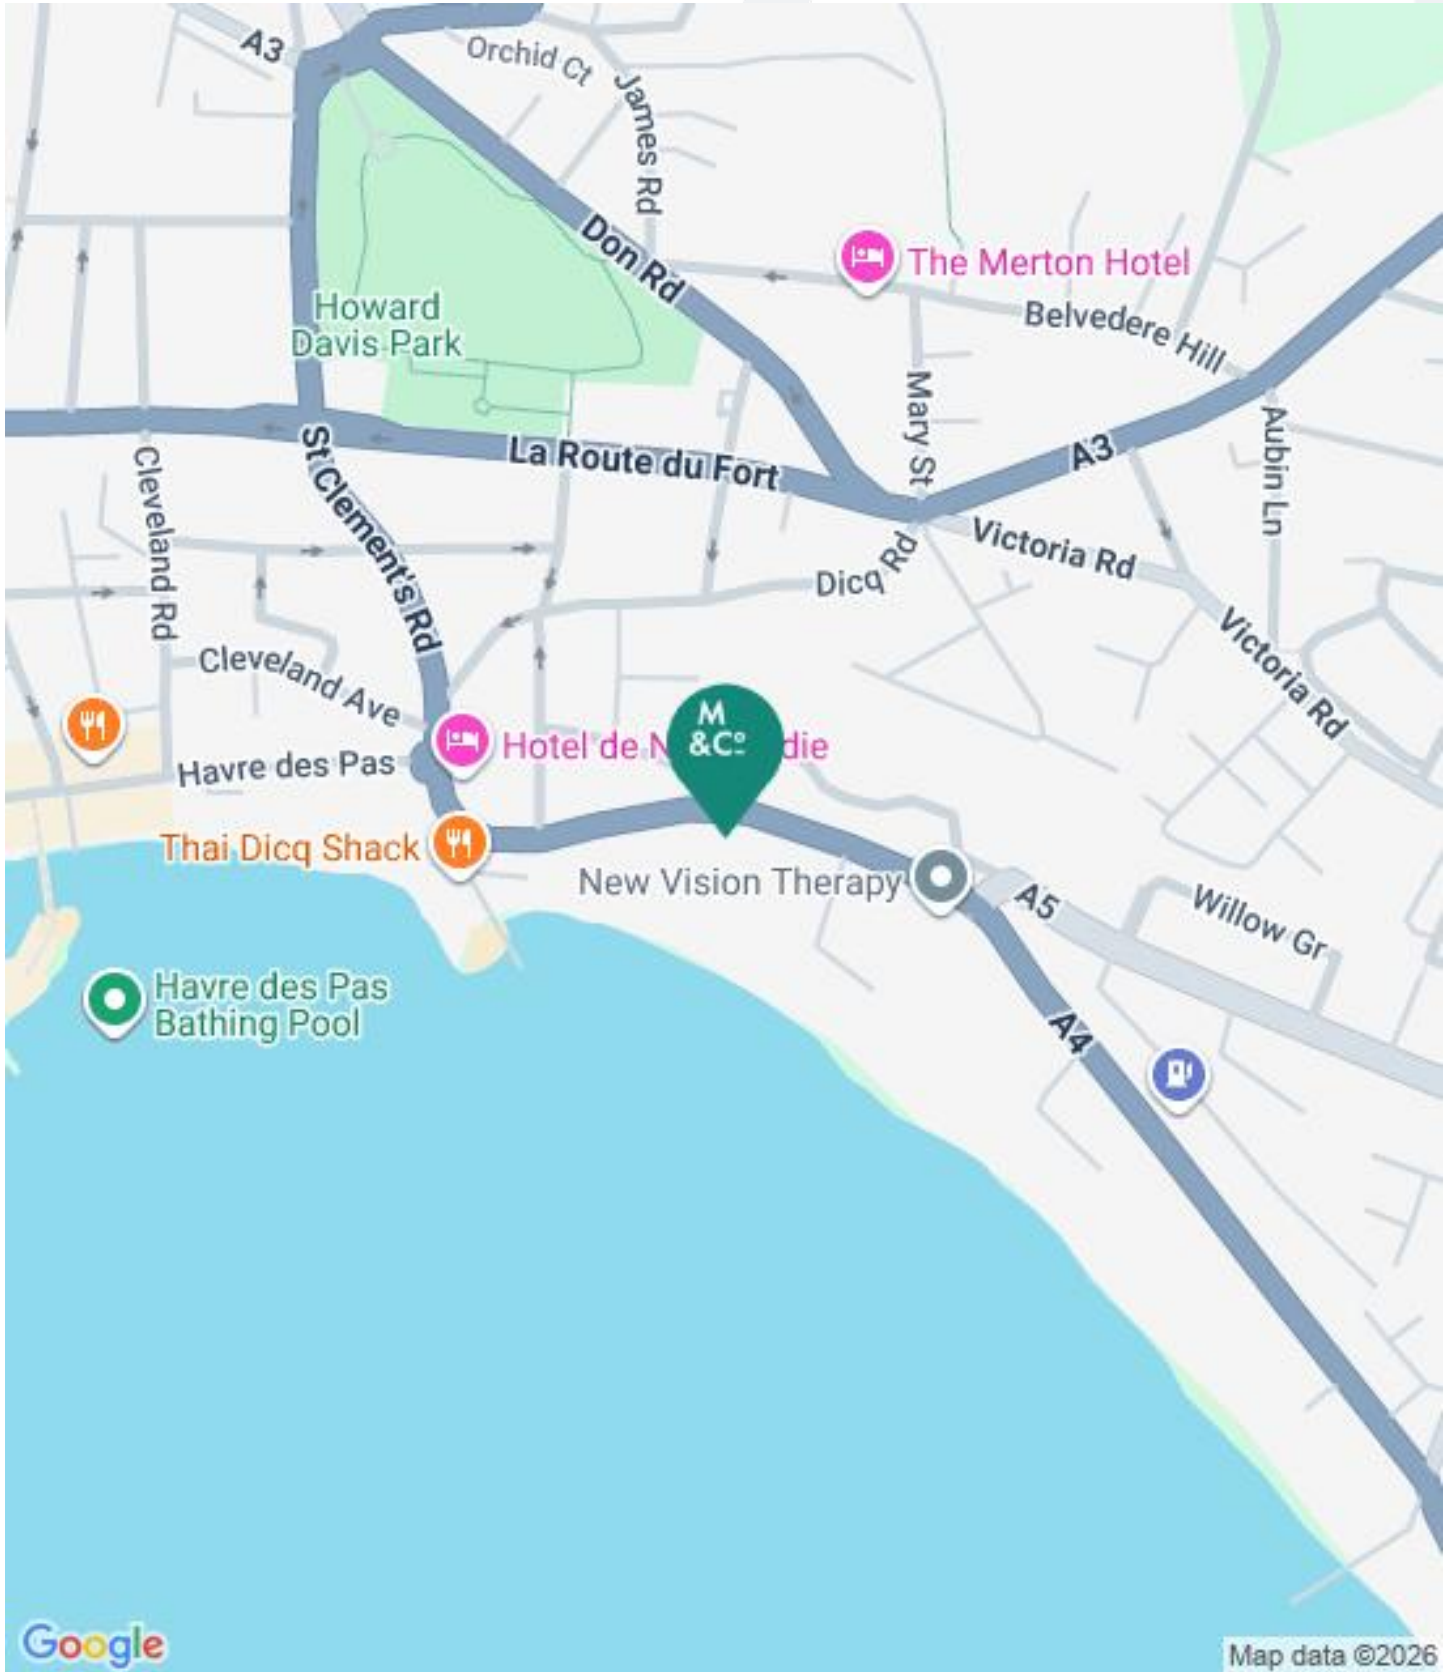 A3
Orchid Ct
James Rd
Don Rd
The Merton Hotel
Howard
Davis Park
Belvedere Hill
Mary St
La Route du Fort
A3
Aubin Ln
St Clement's Rd
Cleveland Rd
Victoria Rd
Dicq Rd
Victoria Rd
Cleveland Ave
M
&Cº
Hotel de N
die
Havre des Pas
Thai Dicq Shack
New Vision Therapy
A5
Willow Gr
Havre des Pas
Bathing Pool
A4
Google
Map data ©2026